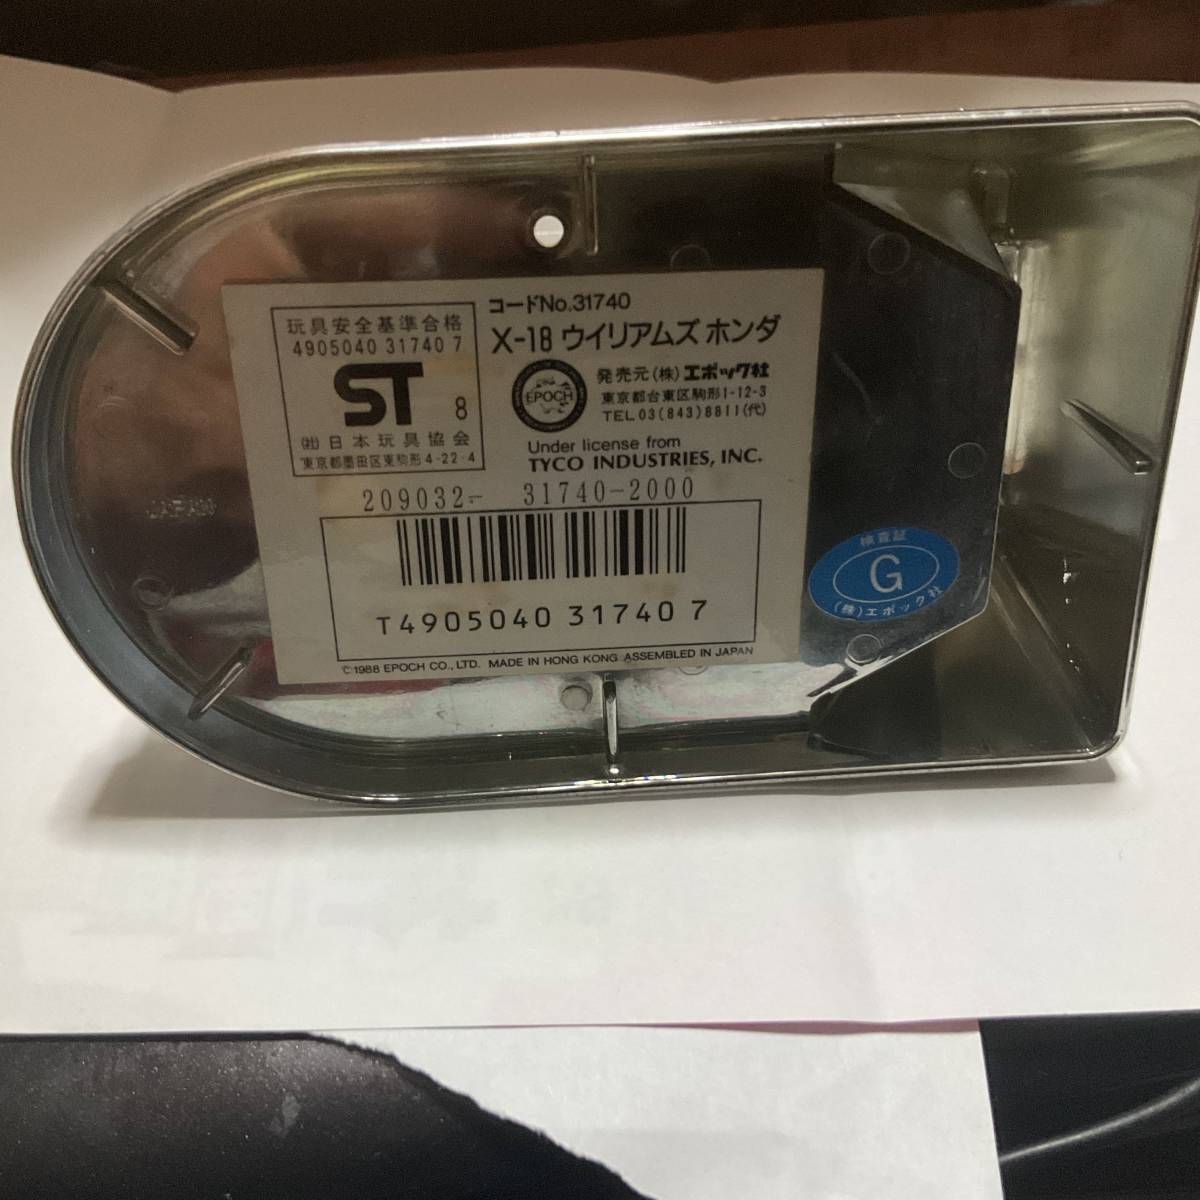 コードNo.31740
X-18 ウイリアムズ ホンダ
玩具安全基準合格
4905040 31740 7
ST 8
㈶日本玩具協会
東京都墨田区東駒形4-22-4
EPOCH
発売元(株)エポック社
東京都台東区駒形1-12-3
TEL 03(843)8811(代)
Under license from
TYCO INDUSTRIES, INC.
209032- 31740-2000
T4905040 31740 7
©1988 EPOCH CO., LTD. MADE IN HONG KONG ASSEMBLED IN JAPAN
検査証
G
(株)エポック社
JAPAN